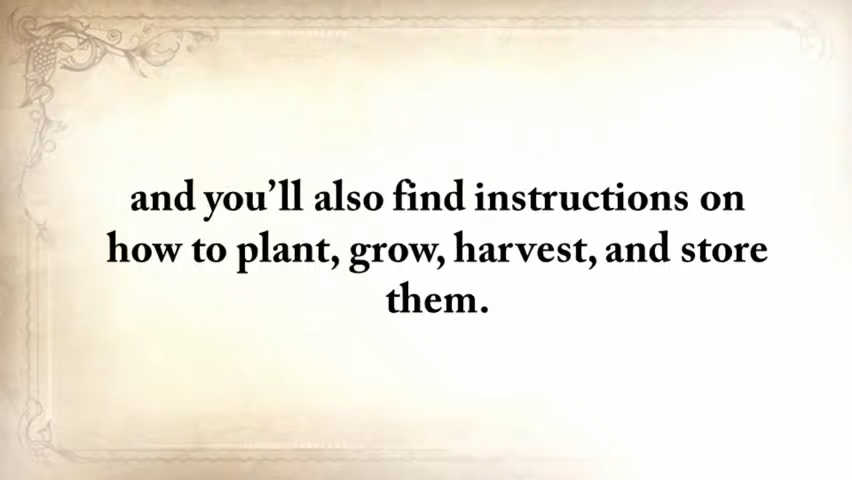 and you’ll also find instructions on
how to plant, grow, harvest, and store
them.